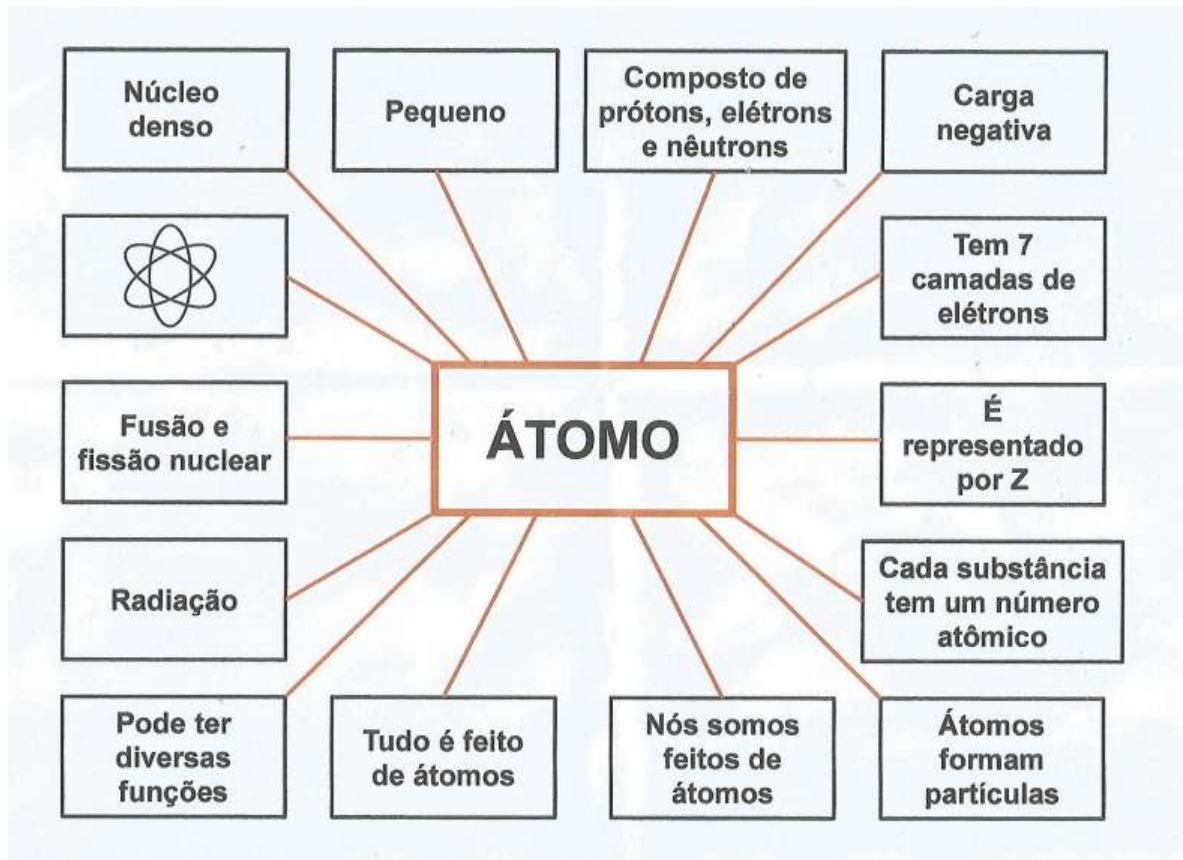 Núcleo
denso
Pequeno
Composto de
prótons, elétrons
e nêutrons
Carga
negativa
Tem 7
camadas de
elétrons
Fusão e
fissão nuclear
ÁTOMO
É
representado
por Z
Radiação
Cada substância
tem um número
atômico
Pode ter
diversas
funções
Tudo é feito
de átomos
Nós somos
feitos de
átomos
Átomos
formam
partículas